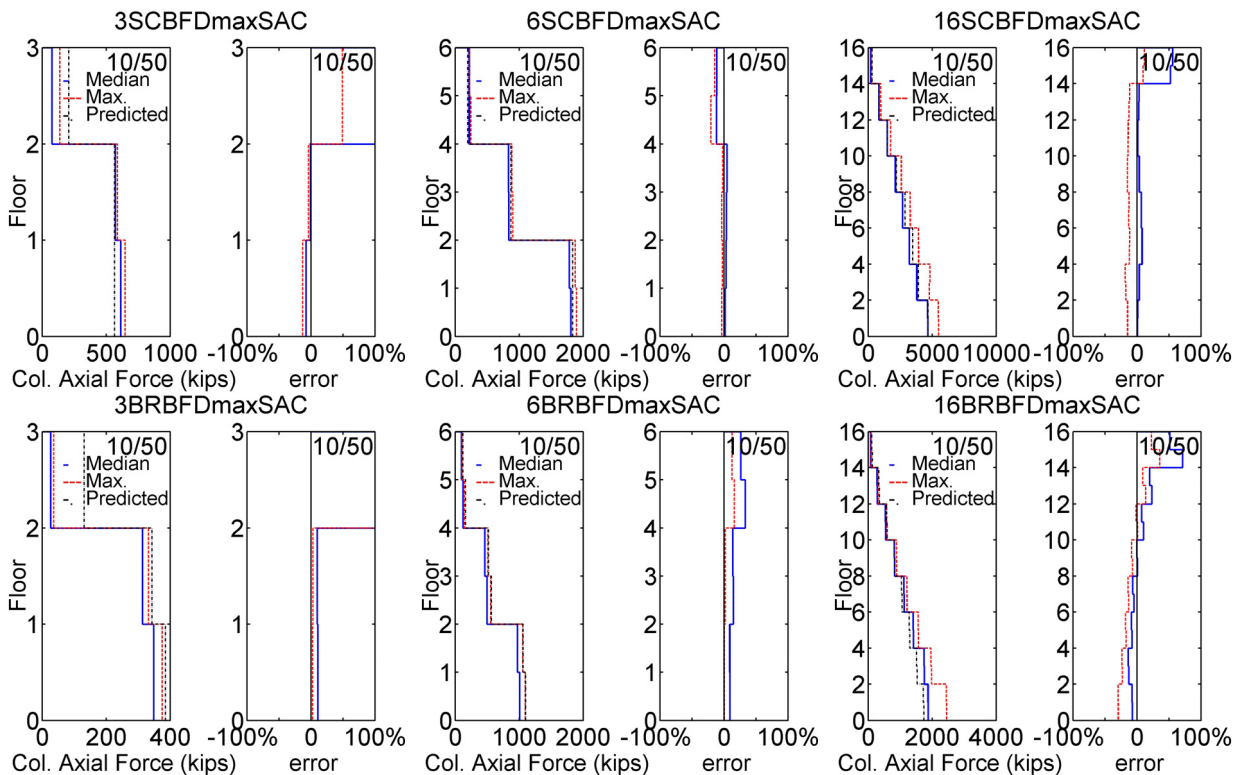 3SCBFDmaxSAC
3
2
1
0
Floor
10/50
Median
Max.
Predicted
0 500 1000
Col. Axial Force (kips)
3
2
1
10/50
-100% 0 100%
error
6SCBFDmaxSAC
6
5
4
3
2
1
0
Floor
10/50
Median
Max.
Predicted
0 1000 2000
Col. Axial Force (kips)
6
5
4
3
2
1
10/50
-100% 0 100%
error
16SCBFDmaxSAC
16
14
12
10
8
6
4
2
0
Floor
10/50
Median
Max.
Predicted
0 5000 10000
Col. Axial Force (kips)
16
14
12
10
8
6
4
2
0
10/50
-100% 0 100%
error
3BRBFDmaxSAC
3
2
1
0
Floor
10/50
Median
Max.
Predicted
0 200 400
Col. Axial Force (kips)
3
2
1
0
10/50
-100% 0 100%
error
6BRBFDmaxSAC
6
5
4
3
2
1
0
Floor
10/50
Median
Max.
Predicted
0 1000 2000
Col. Axial Force (kips)
6
5
4
3
2
1
10/50
-100% 0 100%
error
16BRBFDmaxSAC
16
14
12
10
8
6
4
2
0
Floor
10/50
Median
Max.
Predicted
0 2000 4000
Col. Axial Force (kips)
16
14
12
10
8
6
4
2
0
10/50
-100% 0 100%
error